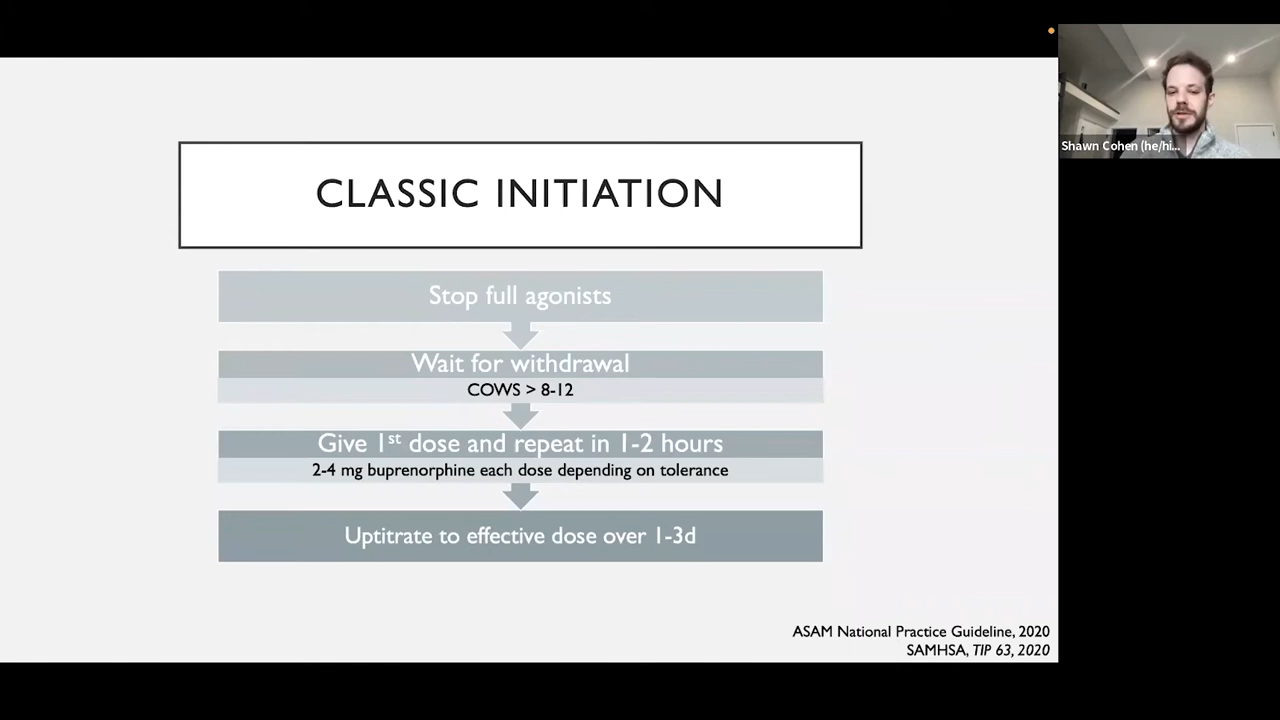 CLASSIC INITIATION
Stop full agonists
Wait for withdrawal
COWS > 8-12
Give 1st dose and repeat in 1-2 hours
2-4 mg buprenorphine each dose depending on tolerance
Uptitrate to effective dose over 1-3d
ASAM National Practice Guideline, 2020
SAMHSA, TIP 63, 2020
Shawn Cohen (he/hi...